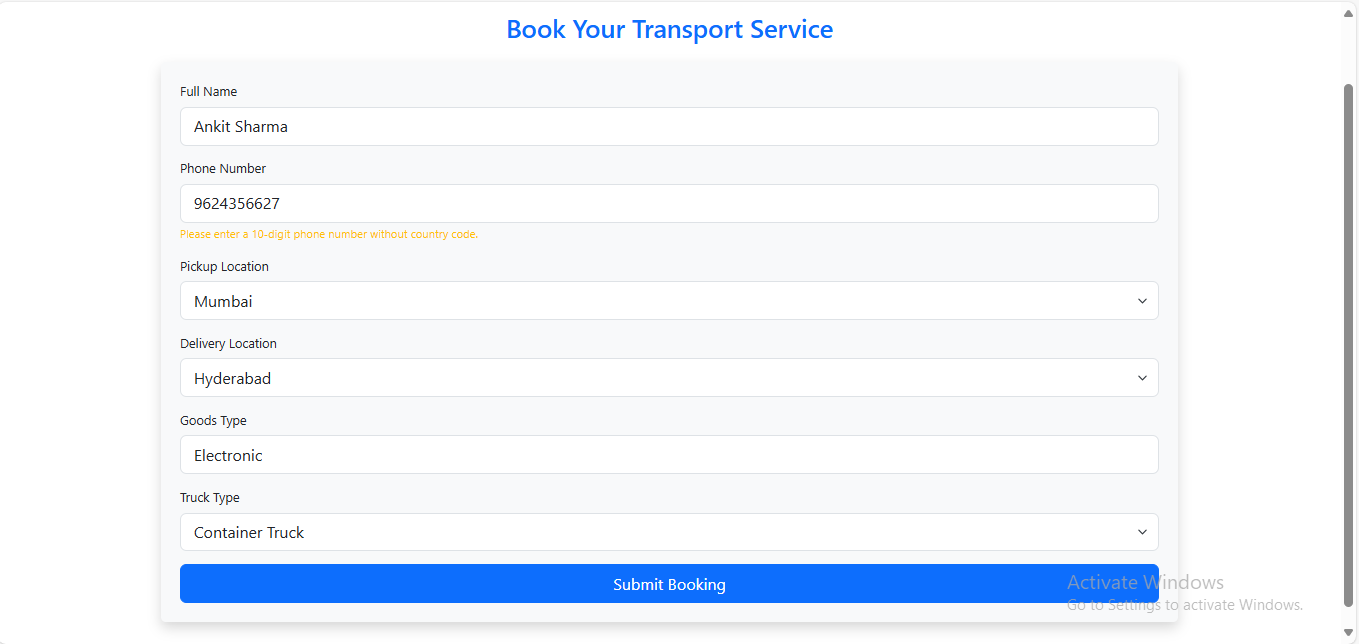 Book Your Transport Service
Full Name
Ankit Sharma
Phone Number
9624356627
Please enter a 10-digit phone number without country code.
Pickup Location
Mumbai
Delivery Location
Hyderabad
Goods Type
Electronic
Truck Type
Container Truck
Submit Booking
Activate Windows
Go to Settings to activate Windows.